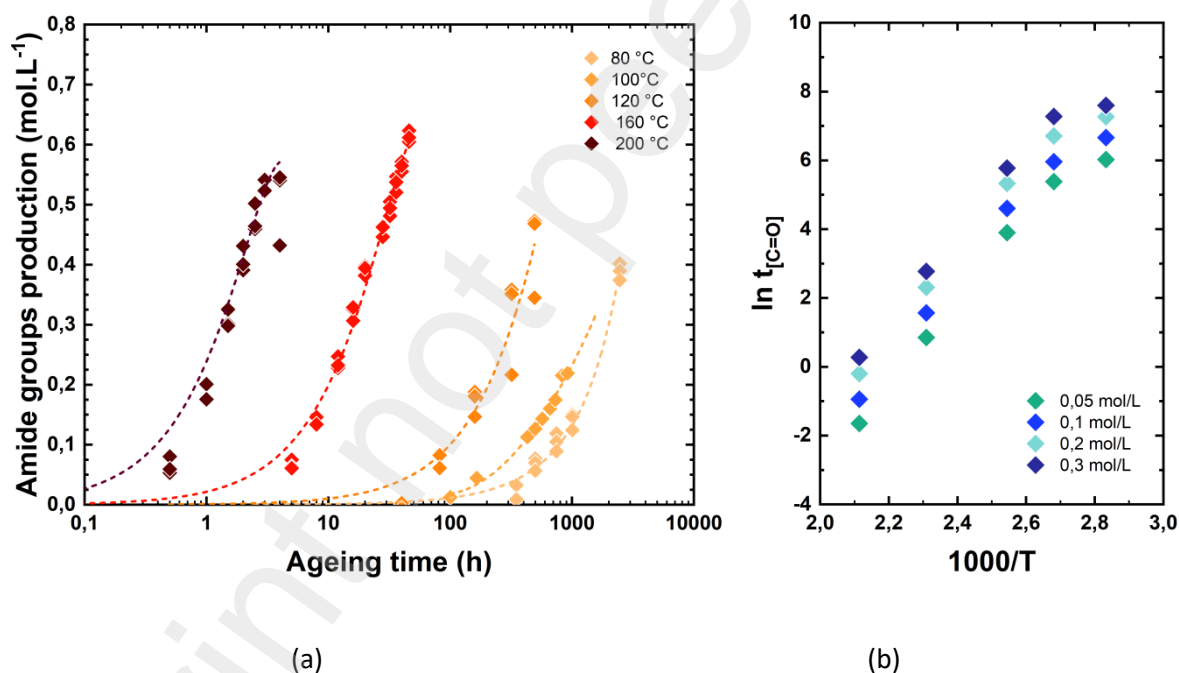 Amide groups production (mol.L⁻¹)
0,8
0,7
0,6
0,5
0,4
0,3
0,2
0,1
0,0
0,1
1
10
100
1000
10000
Ageing time (h)
80 °C
100°C
120 °C
160 °C
200 °C
(a)
ln t[C=O]
10
8
6
4
2
0
-2
-4
2,0
2,2
2,4
2,6
2,8
3,0
1000/T
0,05 mol/L
0,1 mol/L
0,2 mol/L
0,3 mol/L
(b)
int not pee